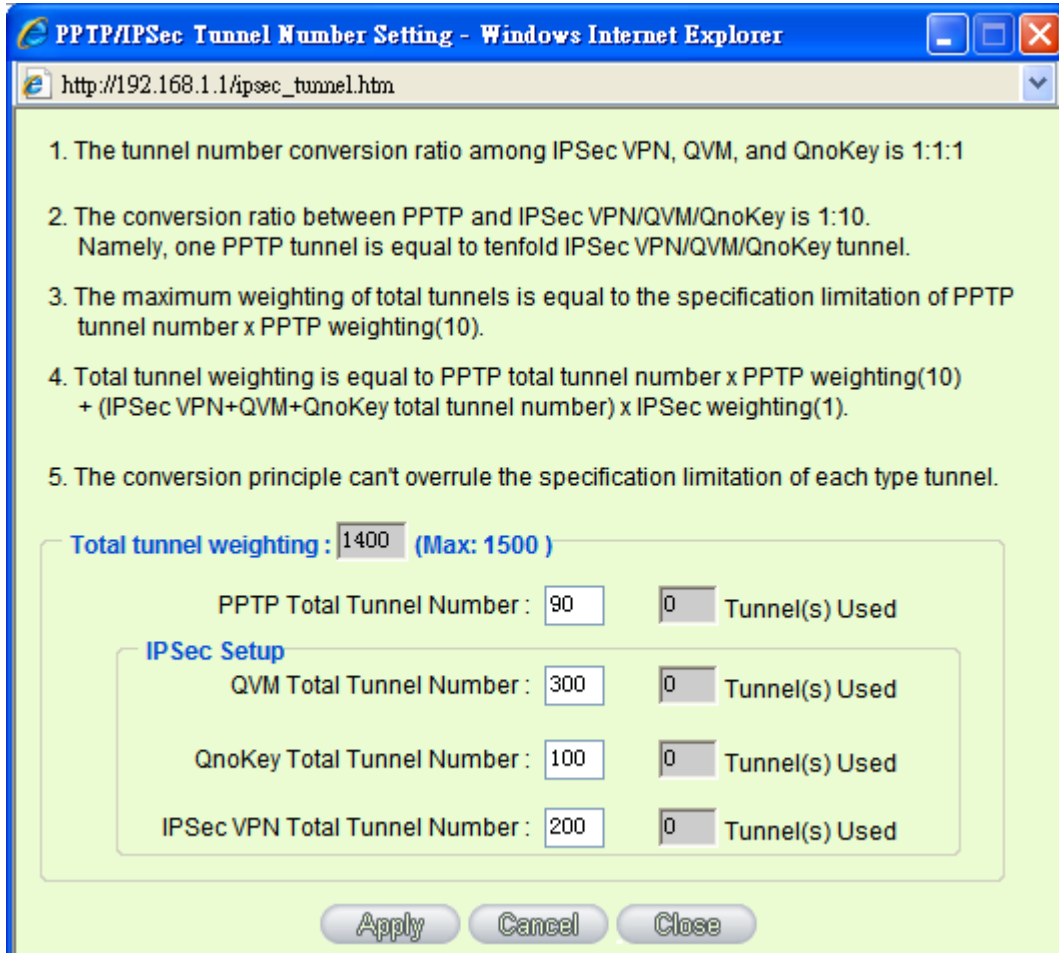 PPTP/IPSec Tunnel Number Setting - Windows Internet Explorer
http://192.168.1.1/ipsec_tunnel.htm
1. The tunnel number conversion ratio among IPSec VPN, QVM, and QnoKey is 1:1:1
2. The conversion ratio between PPTP and IPSec VPN/QVM/QnoKey is 1:10.
Namely, one PPTP tunnel is equal to tenfold IPSec VPN/QVM/QnoKey tunnel.
3. The maximum weighting of total tunnels is equal to the specification limitation of PPTP
tunnel number x PPTP weighting(10).
4. Total tunnel weighting is equal to PPTP total tunnel number x PPTP weighting(10)
+ (IPSec VPN+QVM+QnoKey total tunnel number) x IPSec weighting(1).
5. The conversion principle can't overrule the specification limitation of each type tunnel.
Total tunnel weighting : 1400 (Max: 1500 )
PPTP Total Tunnel Number : 90 0 Tunnel(s) Used
IPSec Setup
QVM Total Tunnel Number : 300 0 Tunnel(s) Used
QnoKey Total Tunnel Number : 100 0 Tunnel(s) Used
IPSec VPN Total Tunnel Number : 200 0 Tunnel(s) Used
Apply Cancel Close